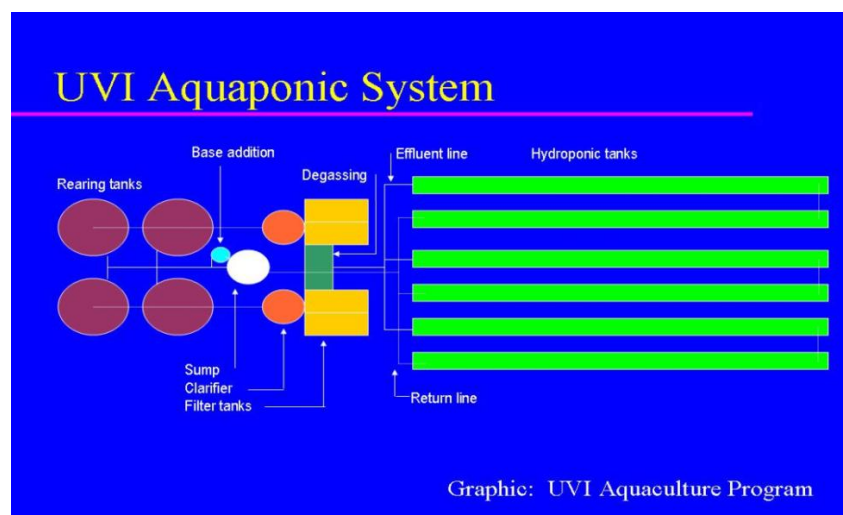 UVI Aquaponic System
Base addition
Effluent line
Hydroponic tanks
Degassing
Rearing tanks
Sump
Clarifier
Filter tanks
Return line
Graphic: UVI Aquaculture Program